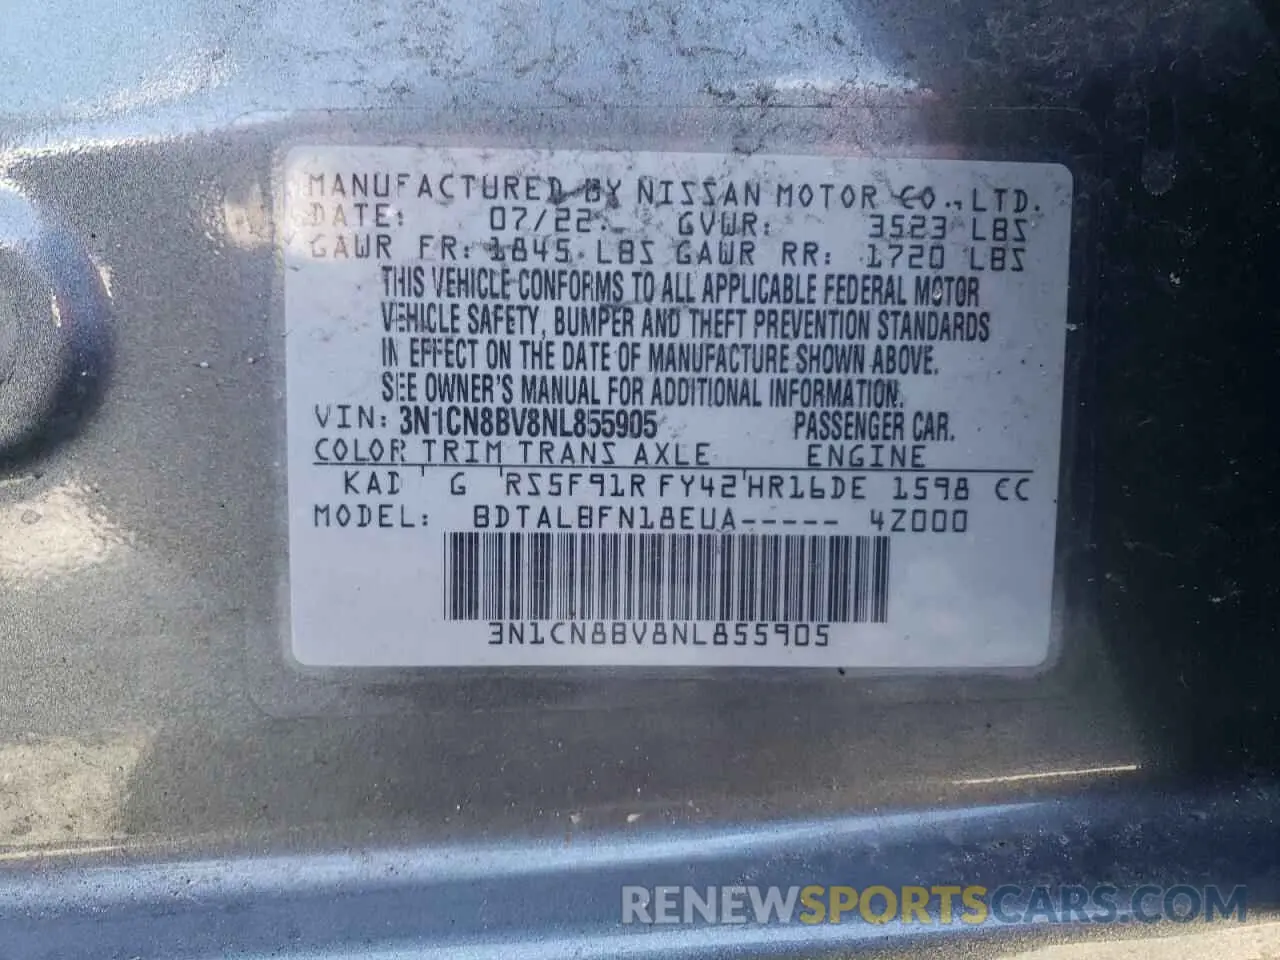 MANUFACTURED BY NISSAN MOTOR CO.,LTD.
DATE: 07/22 GVWR: 3523 LBS
GAWR FR: 1845 LBS GAWR RR: 1720 LBS
THIS VEHICLE CONFORMS TO ALL APPLICABLE FEDERAL MOTOR
VEHICLE SAFETY, BUMPER AND THEFT PREVENTION STANDARDS
IN EFFECT ON THE DATE OF MANUFACTURE SHOWN ABOVE.
SEE OWNER'S MANUAL FOR ADDITIONAL INFORMATION.
VIN: 3N1CN8BV8NL855905 PASSENGER CAR.
COLOR TRIM TRANS AXLE ENGINE
KAD G RS5F91R FY42 HR16DE 1598 CC
MODEL: BDTALBFN18EUA----- 4Z000
3N1CN8BV8NL855905
RENEWSPORTSCARS.COM